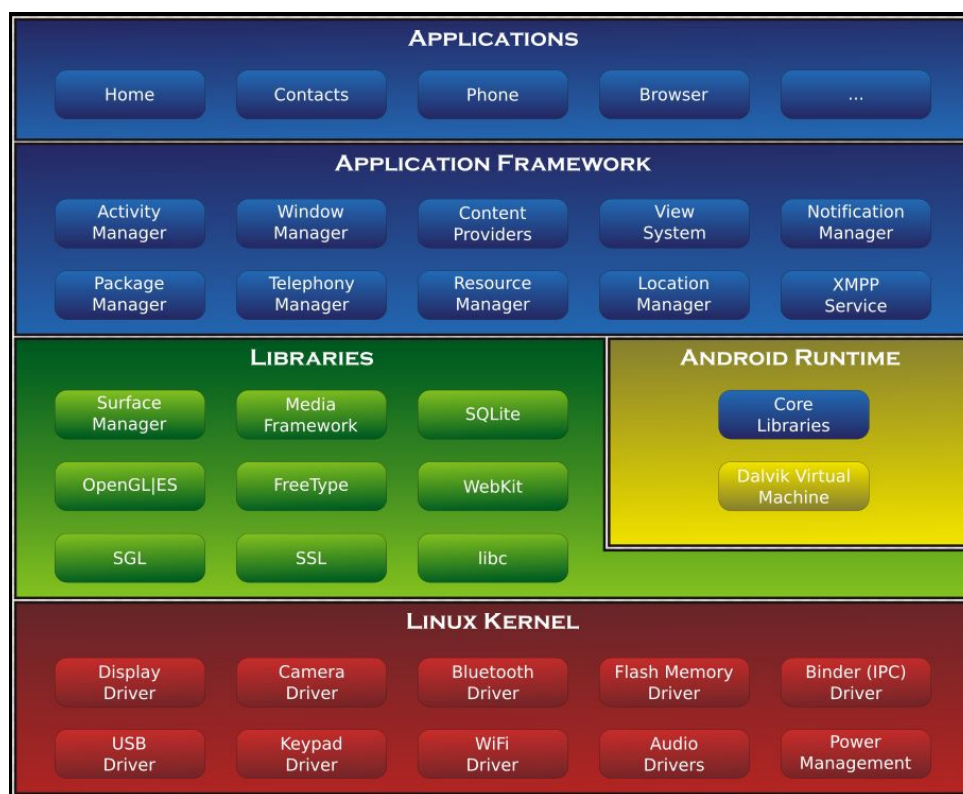 APPLICATIONS
Home
Contacts
Phone
Browser
...
APPLICATION FRAMEWORK
Activity
Manager
Window
Manager
Content
Providers
View
System
Notification
Manager
Package
Manager
Telephony
Manager
Resource
Manager
Location
Manager
XMPP
Service
LIBRARIES
Surface
Manager
Media
Framework
SQLite
OpenGL|ES
FreeType
WebKit
SGL
SSL
libc
ANDROID RUNTIME
Core
Libraries
Dalvik Virtual
Machine
LINUX KERNEL
Display
Driver
Camera
Driver
Bluetooth
Driver
Flash Memory
Driver
Binder (IPC)
Driver
USB
Driver
Keypad
Driver
WiFi
Driver
Audio
Drivers
Power
Management